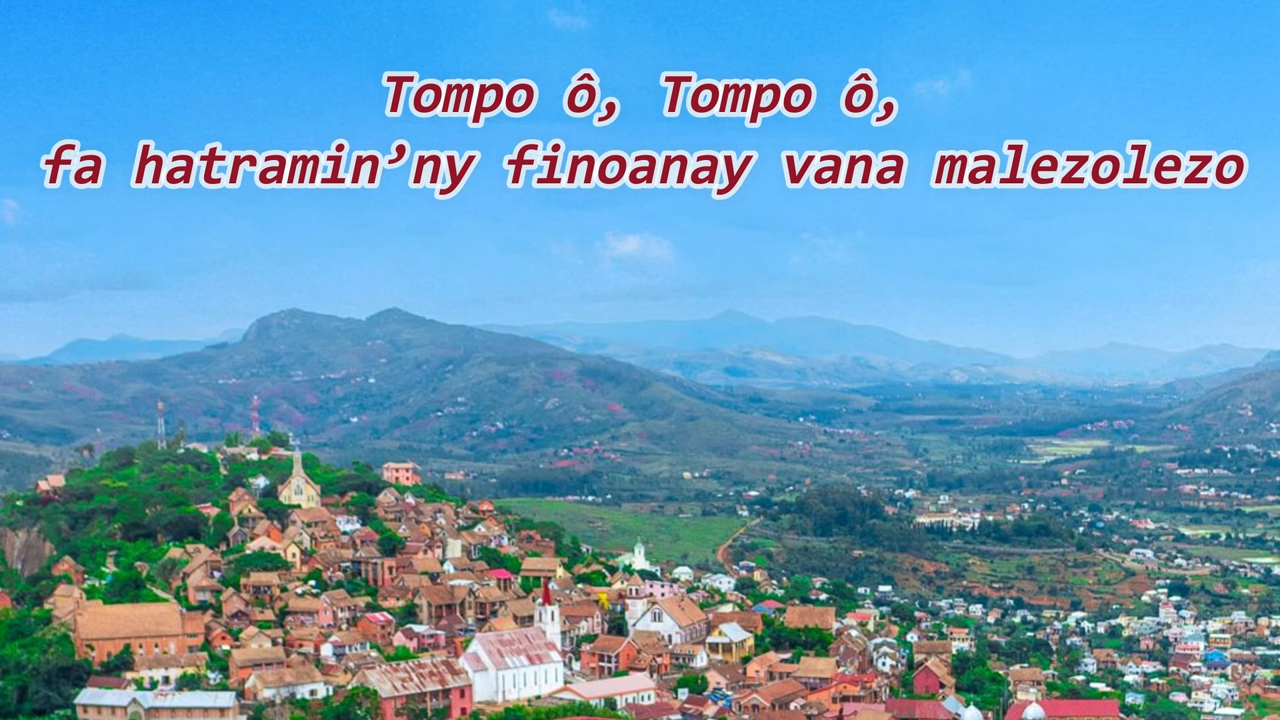 Tompo ô, Tompo ô,
fa hatramin’ny finoanay vana malezolezo